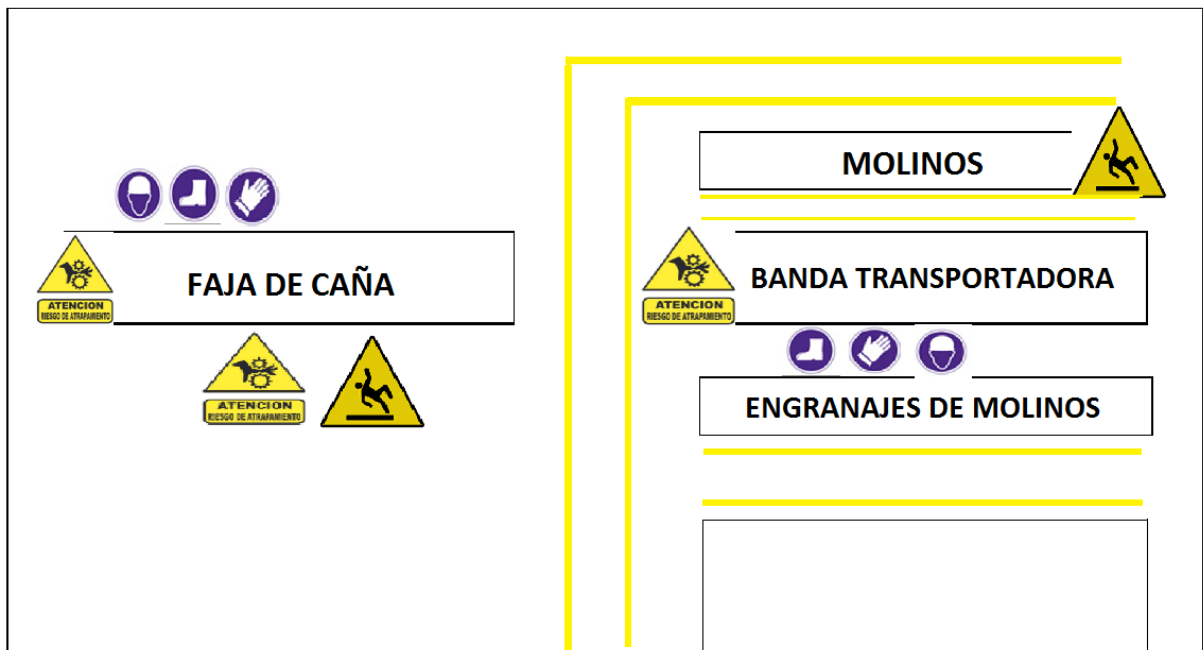 MOLINOS
FAJA DE CAÑA
ATENCION
RIESGO DE ATRAPAMIENTO
BANDA TRANSPORTADORA
ATENCION
RIESGO DE ATRAPAMIENTO
ATENCION
RIESGO DE ATRAPAMIENTO
ENGRANAJES DE MOLINOS